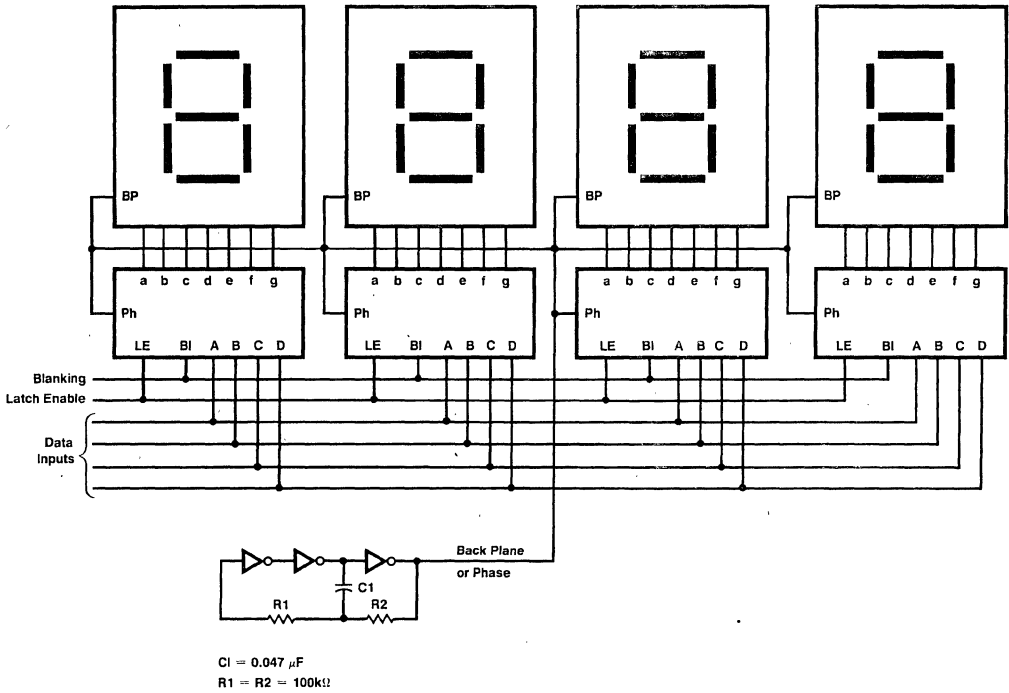 BP BP BP BP
a b c d e f g a b c d e f g a b c d e f g a b c d e f g
Ph Ph Ph Ph
LE BI A B C D LE BI A B C D LE BI A B C D LE BI A B C D
Blanking
Latch Enable
Data
Inputs
Back Plane
or Phase
C1
R1 R2
CI = 0.047 μF
R1 = R2 = 100kΩ